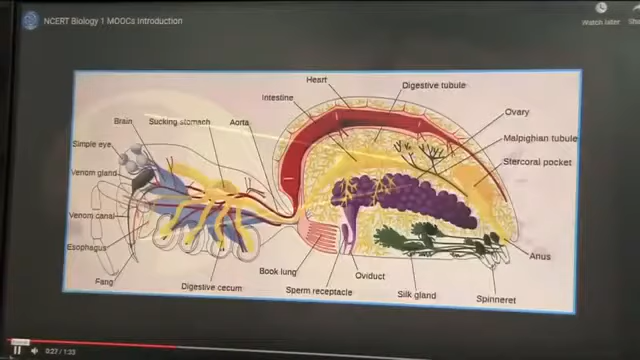 NCERT Biology 1 MOOCs Introduction
Watch later
Heart
Digestive tubule
Intestine
Ovary
Brain
Sucking stomach
Aorta
Malpighian tubule
Simple eye
Stercoral pocket
Venom gland
Venom canal
Esophagus
Anus
Book lung
Oviduct
Fang
Digestive cecum
Sperm receptacle
Silk gland
Spinneret
0:27 / 1:33